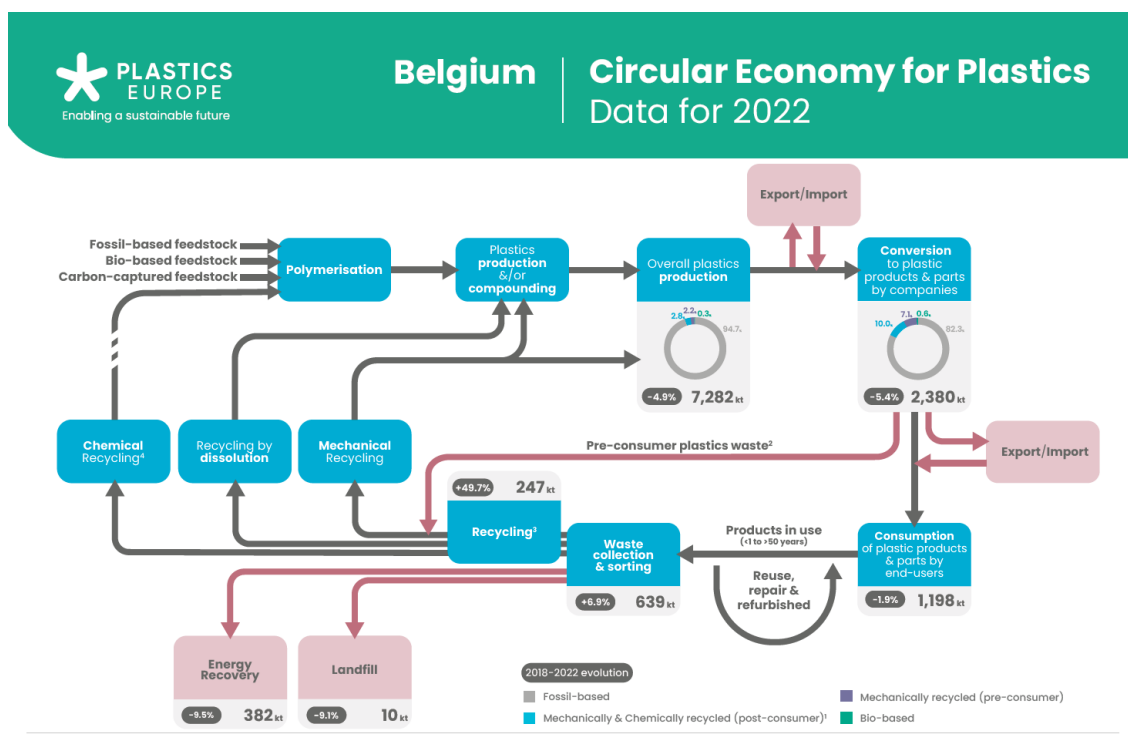 PLASTICS
EUROPE
Enabling a sustainable future
Belgium
Circular Economy for Plastics
Data for 2022
Export/Import
Fossil-based feedstock
Bio-based feedstock
Carbon-captured feedstock
Polymerisation
Plastics
production
&/or
compounding
Overall plastics
production
2.8%
2.2%
0.3%
94.7%
-4.9%
7,282 kt
Conversion
to plastic
products & parts
by companies
10.0%
7.1%
0.6%
82.3%
-5.4%
2,380 kt
Chemical
Recycling⁴
Recycling by
dissolution
Mechanical
Recycling
Pre-consumer plastics waste²
Export/Import
+49.7%
247 kt
Recycling³
Waste
collection
& sorting
+6.9%
639 kt
Products in use
(<1 to >50 years)
Reuse,
repair &
refurbished
Consumption
of plastic products
& parts by
end-users
-1.9%
1,198 kt
Energy
Recovery
-9.5%
382 kt
Landfill
-9.1%
10 kt
2018-2022 evolution
Fossil-based
Mechanically & Chemically recycled (post-consumer)¹
Mechanically recycled (pre-consumer)
Bio-based